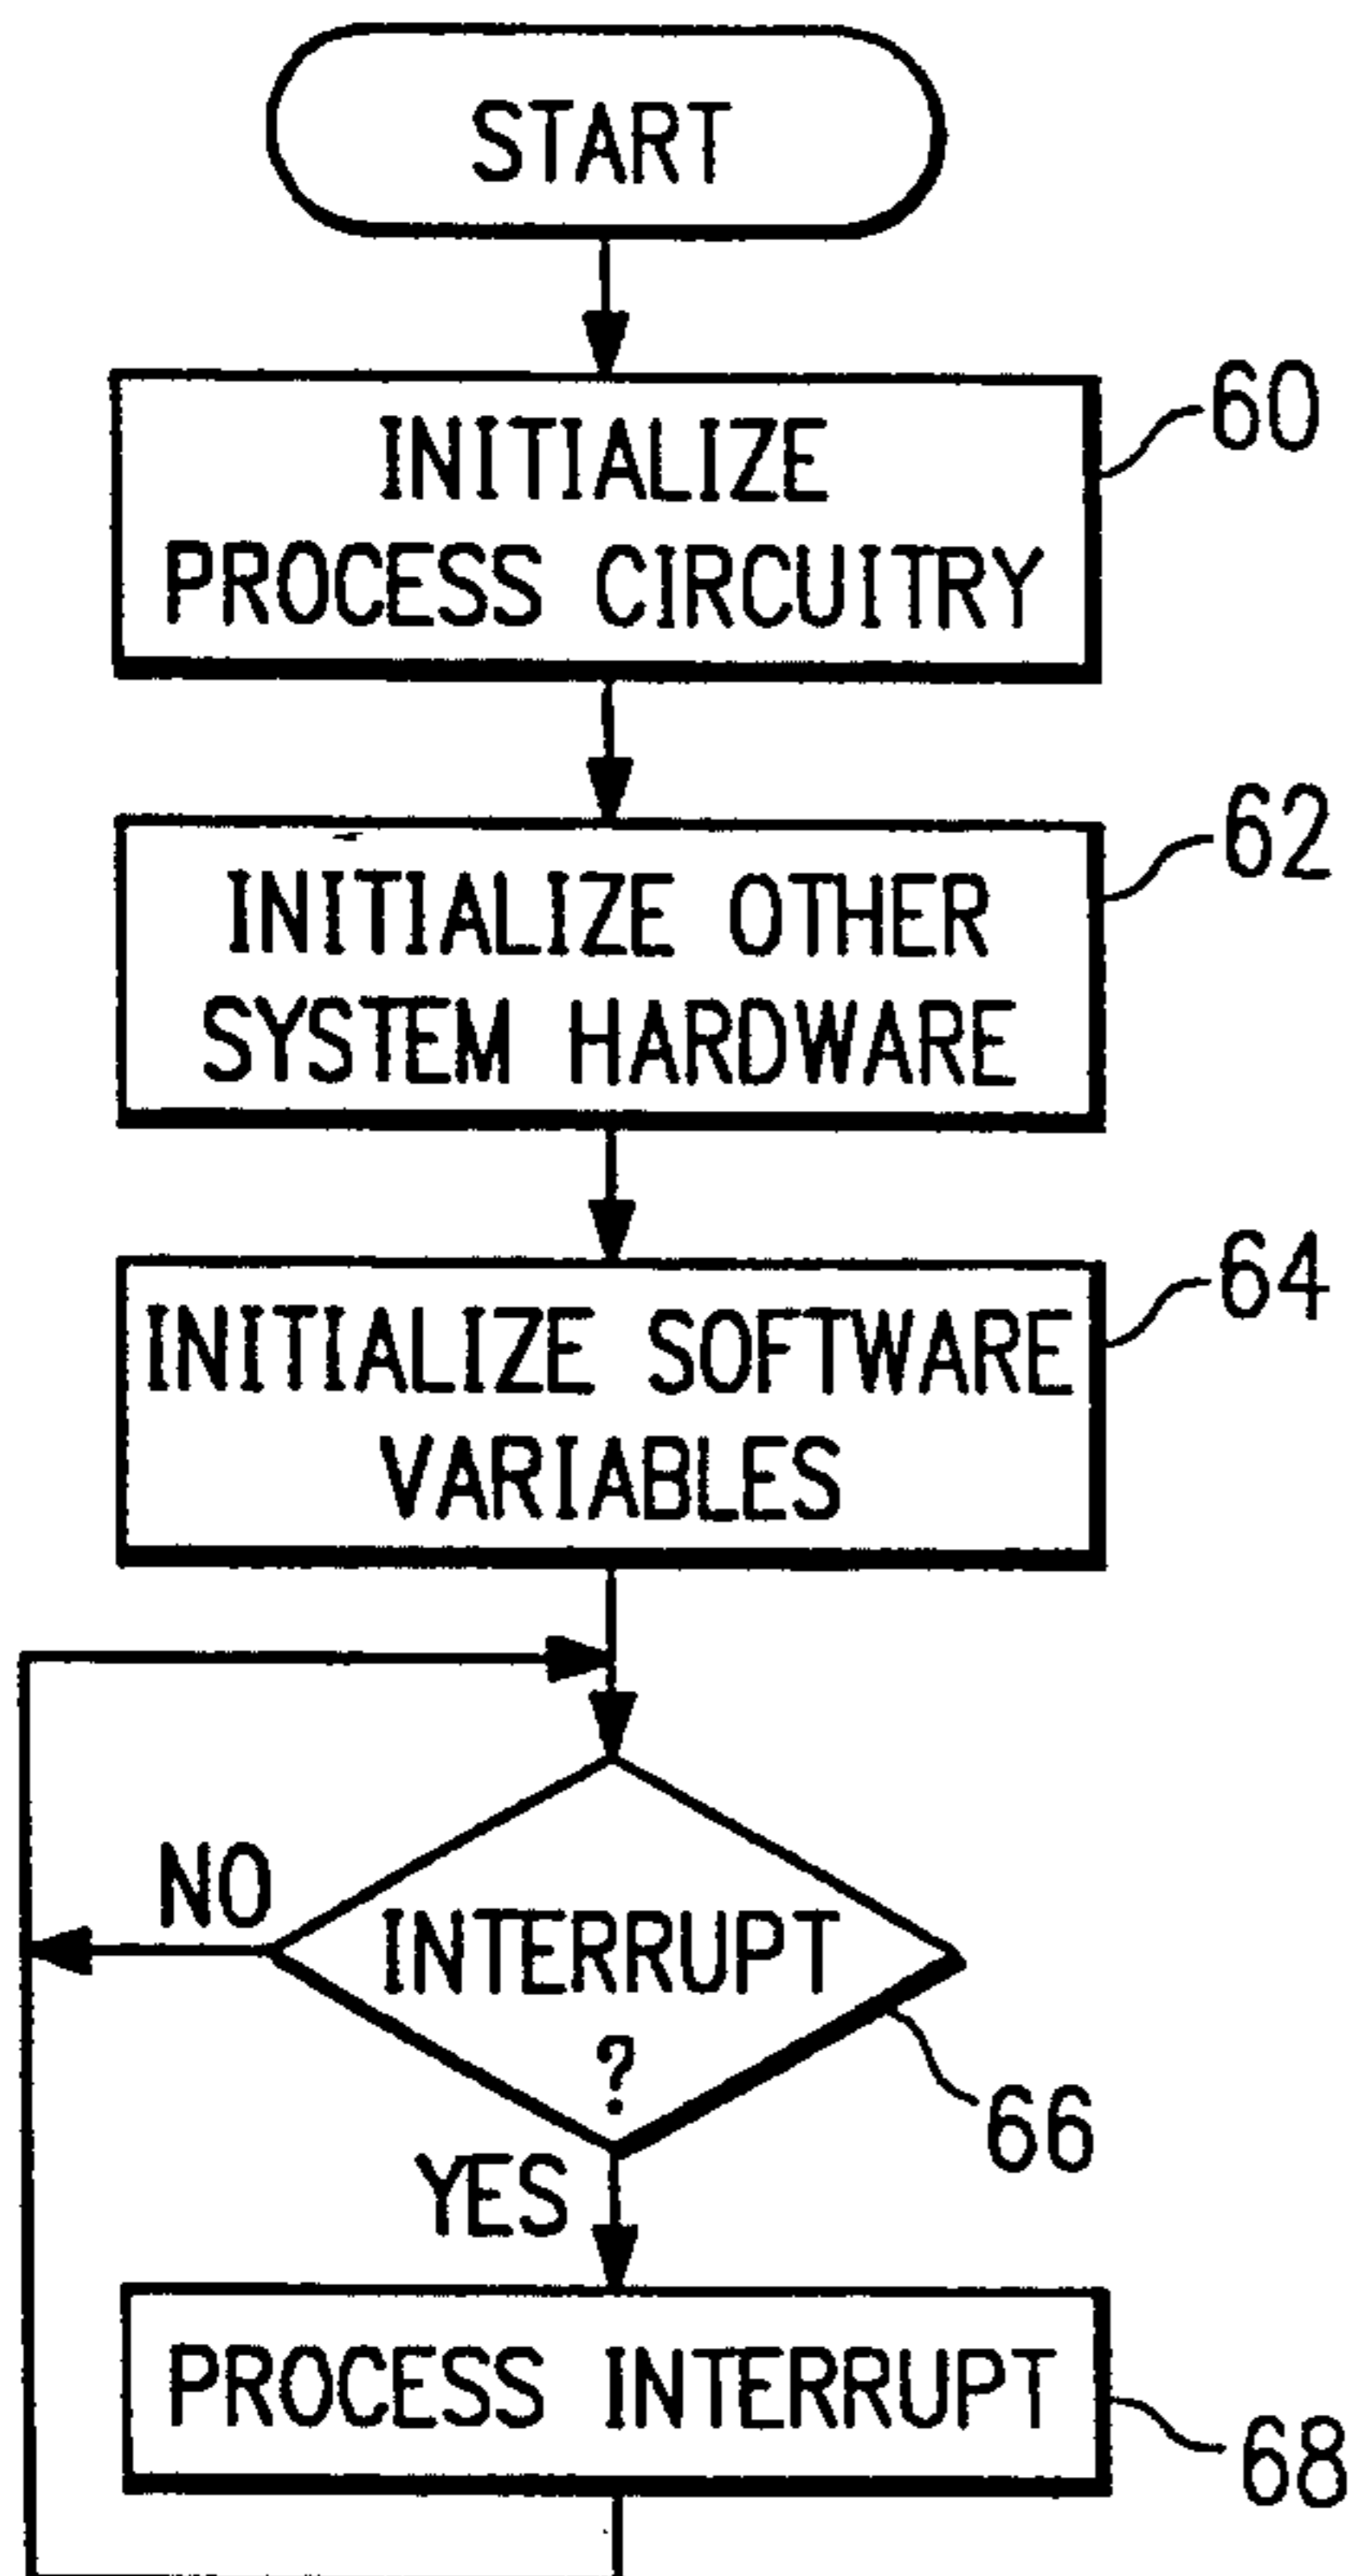 START
INITIALIZE
PROCESS CIRCUITRY
60
INITIALIZE OTHER
SYSTEM HARDWARE
62
INITIALIZE SOFTWARE
VARIABLES
64
NO
INTERRUPT
?
66
YES
PROCESS INTERRUPT
68